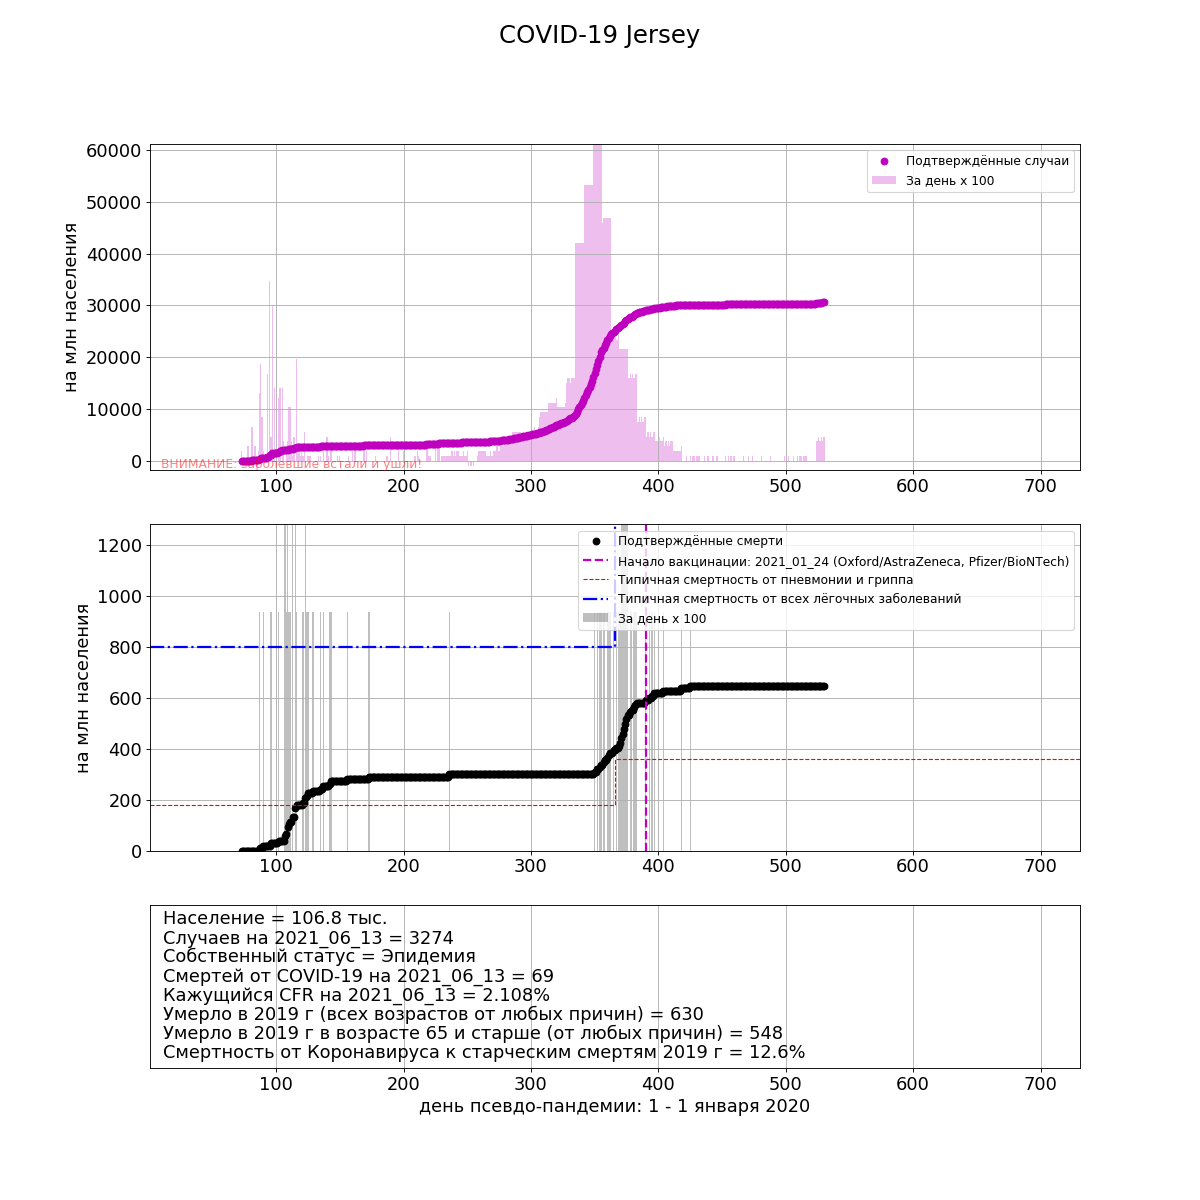 COVID-19 Jersey
60000
50000
40000
30000
20000
10000
0
на млн населения
Подтверждённые случаи
За день x 100
ВНИМАНИЕ: заболевшие встали и ушли!
100 200 300 400 500 600 700
1200
1000
800
600
400
200
0
на млн населения
Подтверждённые смерти
Начало вакцинации: 2021_01_24 (Oxford/AstraZeneca, Pfizer/BioNTech)
Типичная смертность от пневмонии и гриппа
Типичная смертность от всех лёгочных заболеваний
За день x 100
100 200 300 400 500 600 700
Население = 106.8 тыс.
Случаев на 2021_06_13 = 3274
Собственный статус = Эпидемия
Смертей от COVID-19 на 2021_06_13 = 69
Кажущийся CFR на 2021_06_13 = 2.108%
Умерло в 2019 г (всех возрастов от любых причин) = 630
Умерло в 2019 г в возрасте 65 и старше (от любых причин) = 548
Смертность от Коронавируса к старческим смертям 2019 г = 12.6%
100 200 300 400 500 600 700
день псевдо-пандемии: 1 - 1 января 2020